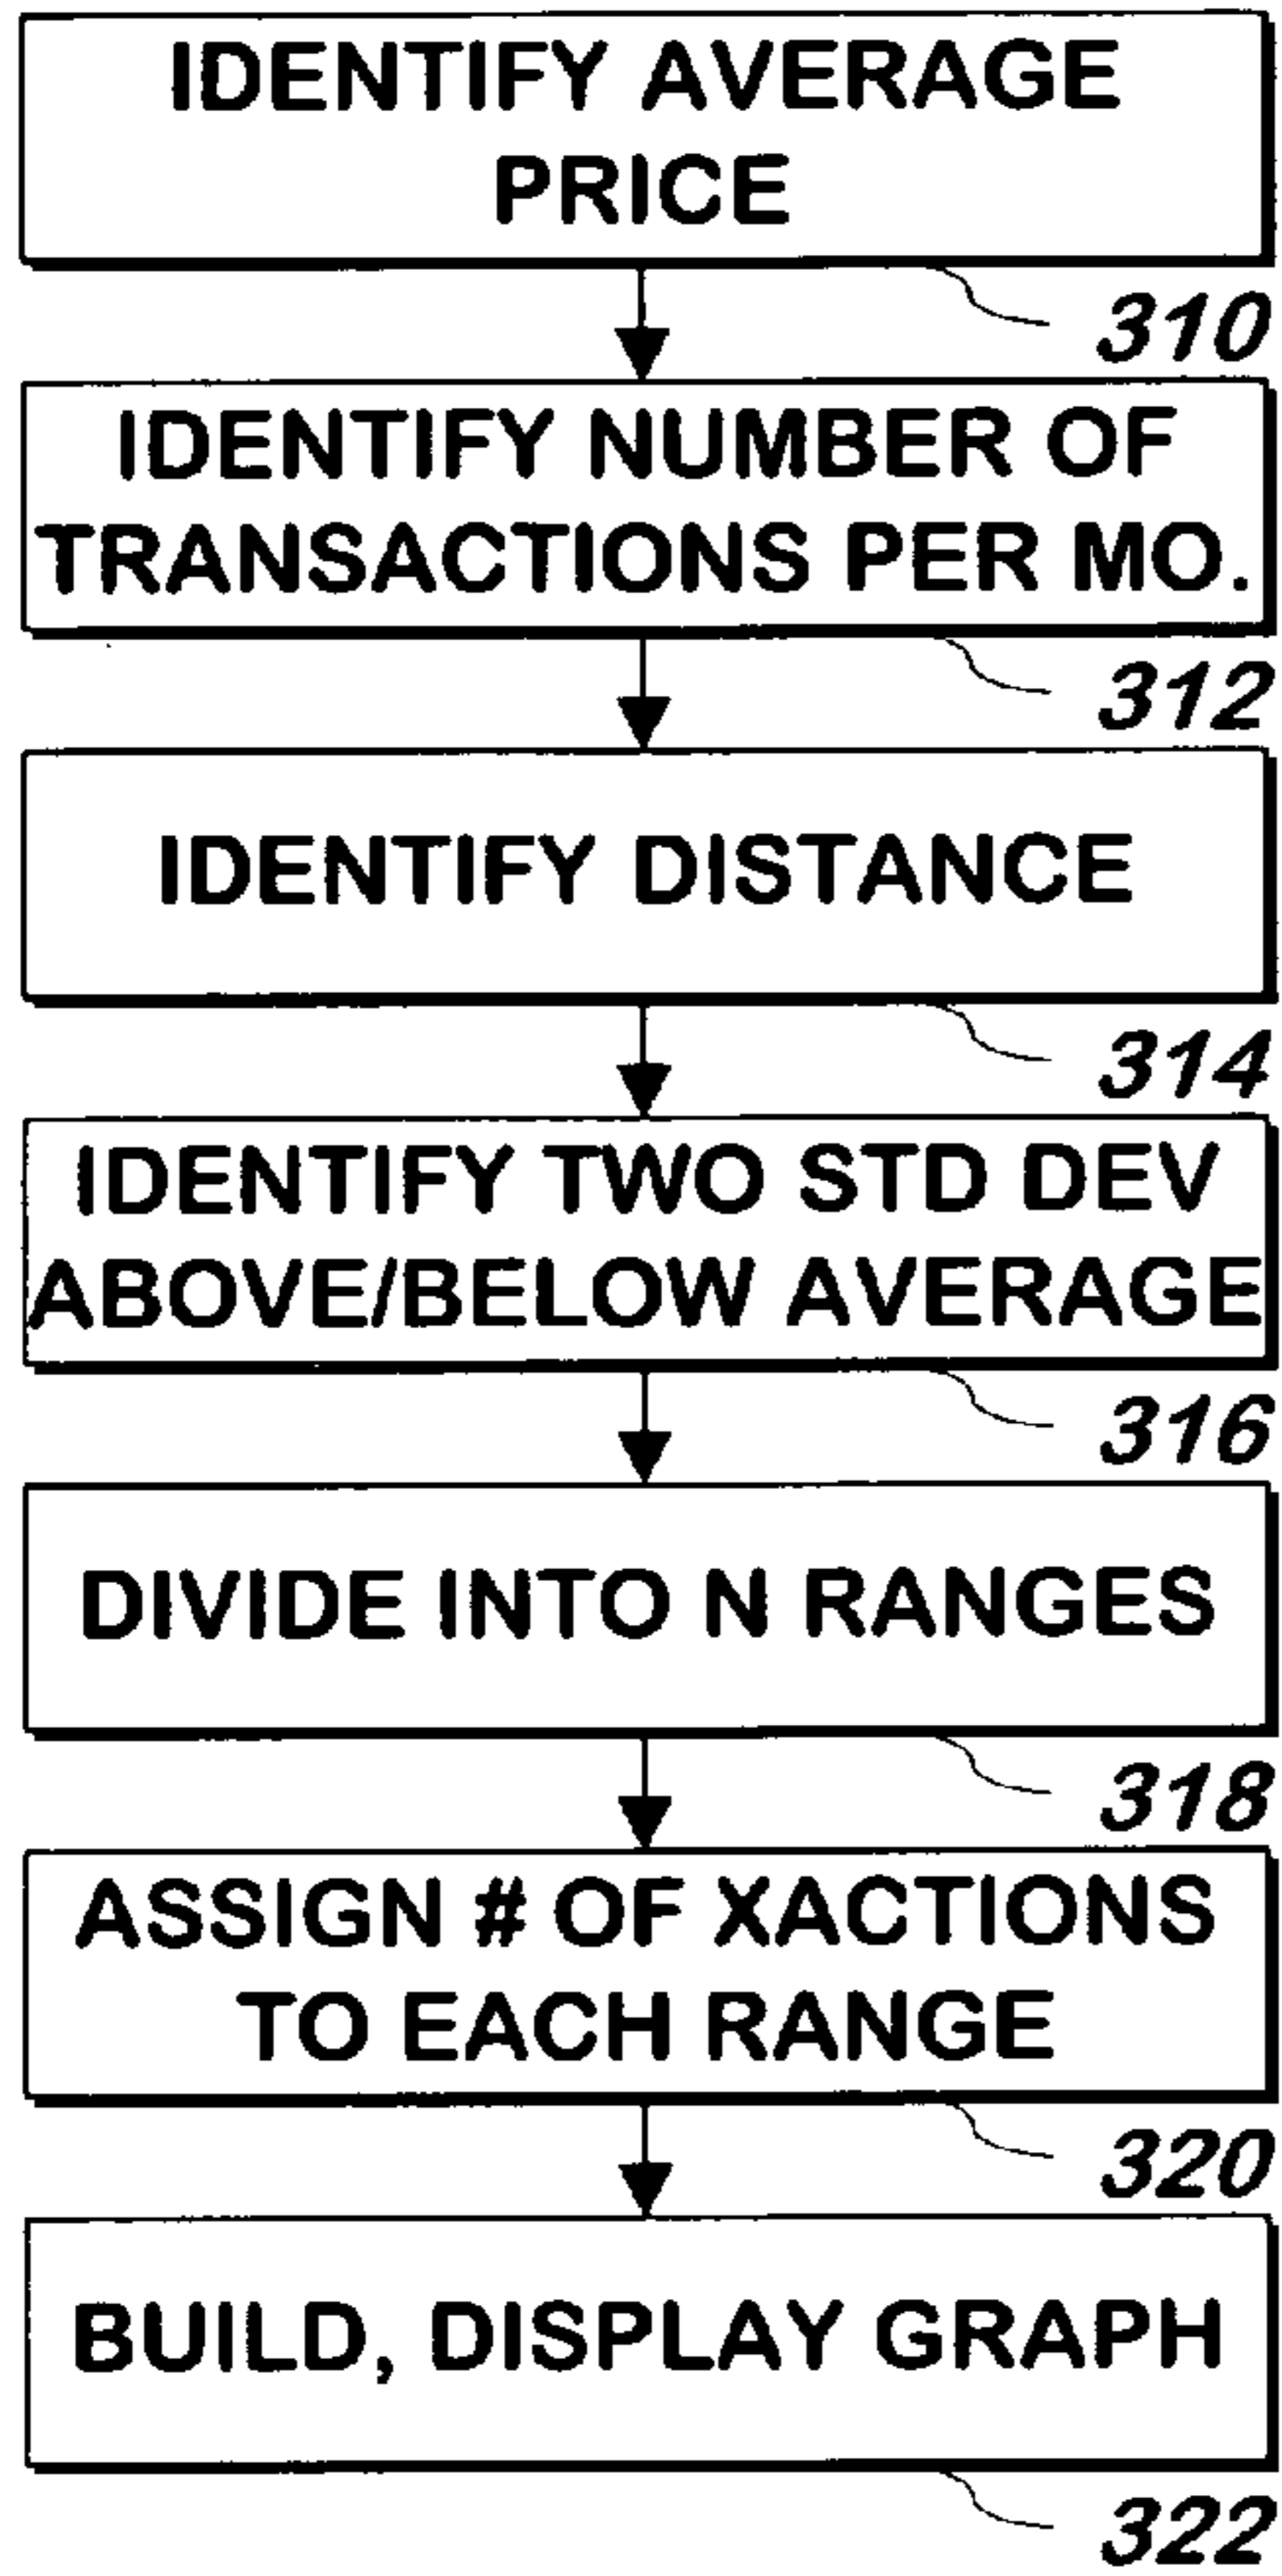 IDENTIFY AVERAGE
PRICE
310
IDENTIFY NUMBER OF
TRANSACTIONS PER MO.
312
IDENTIFY DISTANCE
314
IDENTIFY TWO STD DEV
ABOVE/BELOW AVERAGE
316
DIVIDE INTO N RANGES
318
ASSIGN # OF XACTIONS
TO EACH RANGE
320
BUILD, DISPLAY GRAPH
322